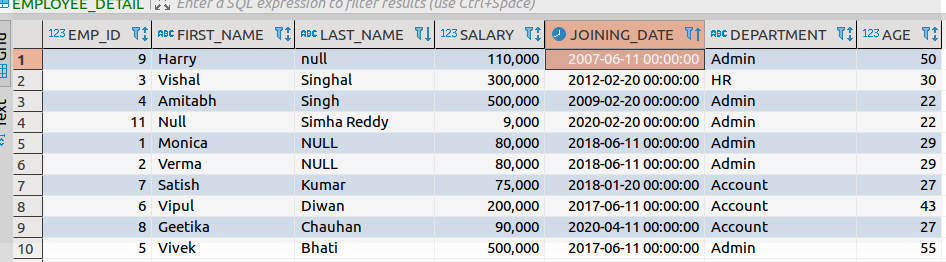 EMPLOYEE_DETAIL Enter a SQL expression to filter results (use Ctrl+Space)
Grid
Text
123 EMP_ID ABC FIRST_NAME ABC LAST_NAME 123 SALARY JOINING_DATE ABC DEPARTMENT 123 AGE
1 9 Harry null 110,000 2007-06-11 00:00:00 Admin 50
2 3 Vishal Singhal 300,000 2012-02-20 00:00:00 HR 30
3 4 Amitabh Singh 500,000 2009-02-20 00:00:00 Admin 22
4 11 Null Simha Reddy 9,000 2020-02-20 00:00:00 Admin 22
5 1 Monica NULL 80,000 2018-06-11 00:00:00 Admin 29
6 2 Verma NULL 80,000 2018-06-11 00:00:00 Admin 29
7 7 Satish Kumar 75,000 2018-01-20 00:00:00 Account 27
8 6 Vipul Diwan 200,000 2017-06-11 00:00:00 Account 43
9 8 Geetika Chauhan 90,000 2020-04-11 00:00:00 Account 27
10 5 Vivek Bhati 500,000 2017-06-11 00:00:00 Admin 55